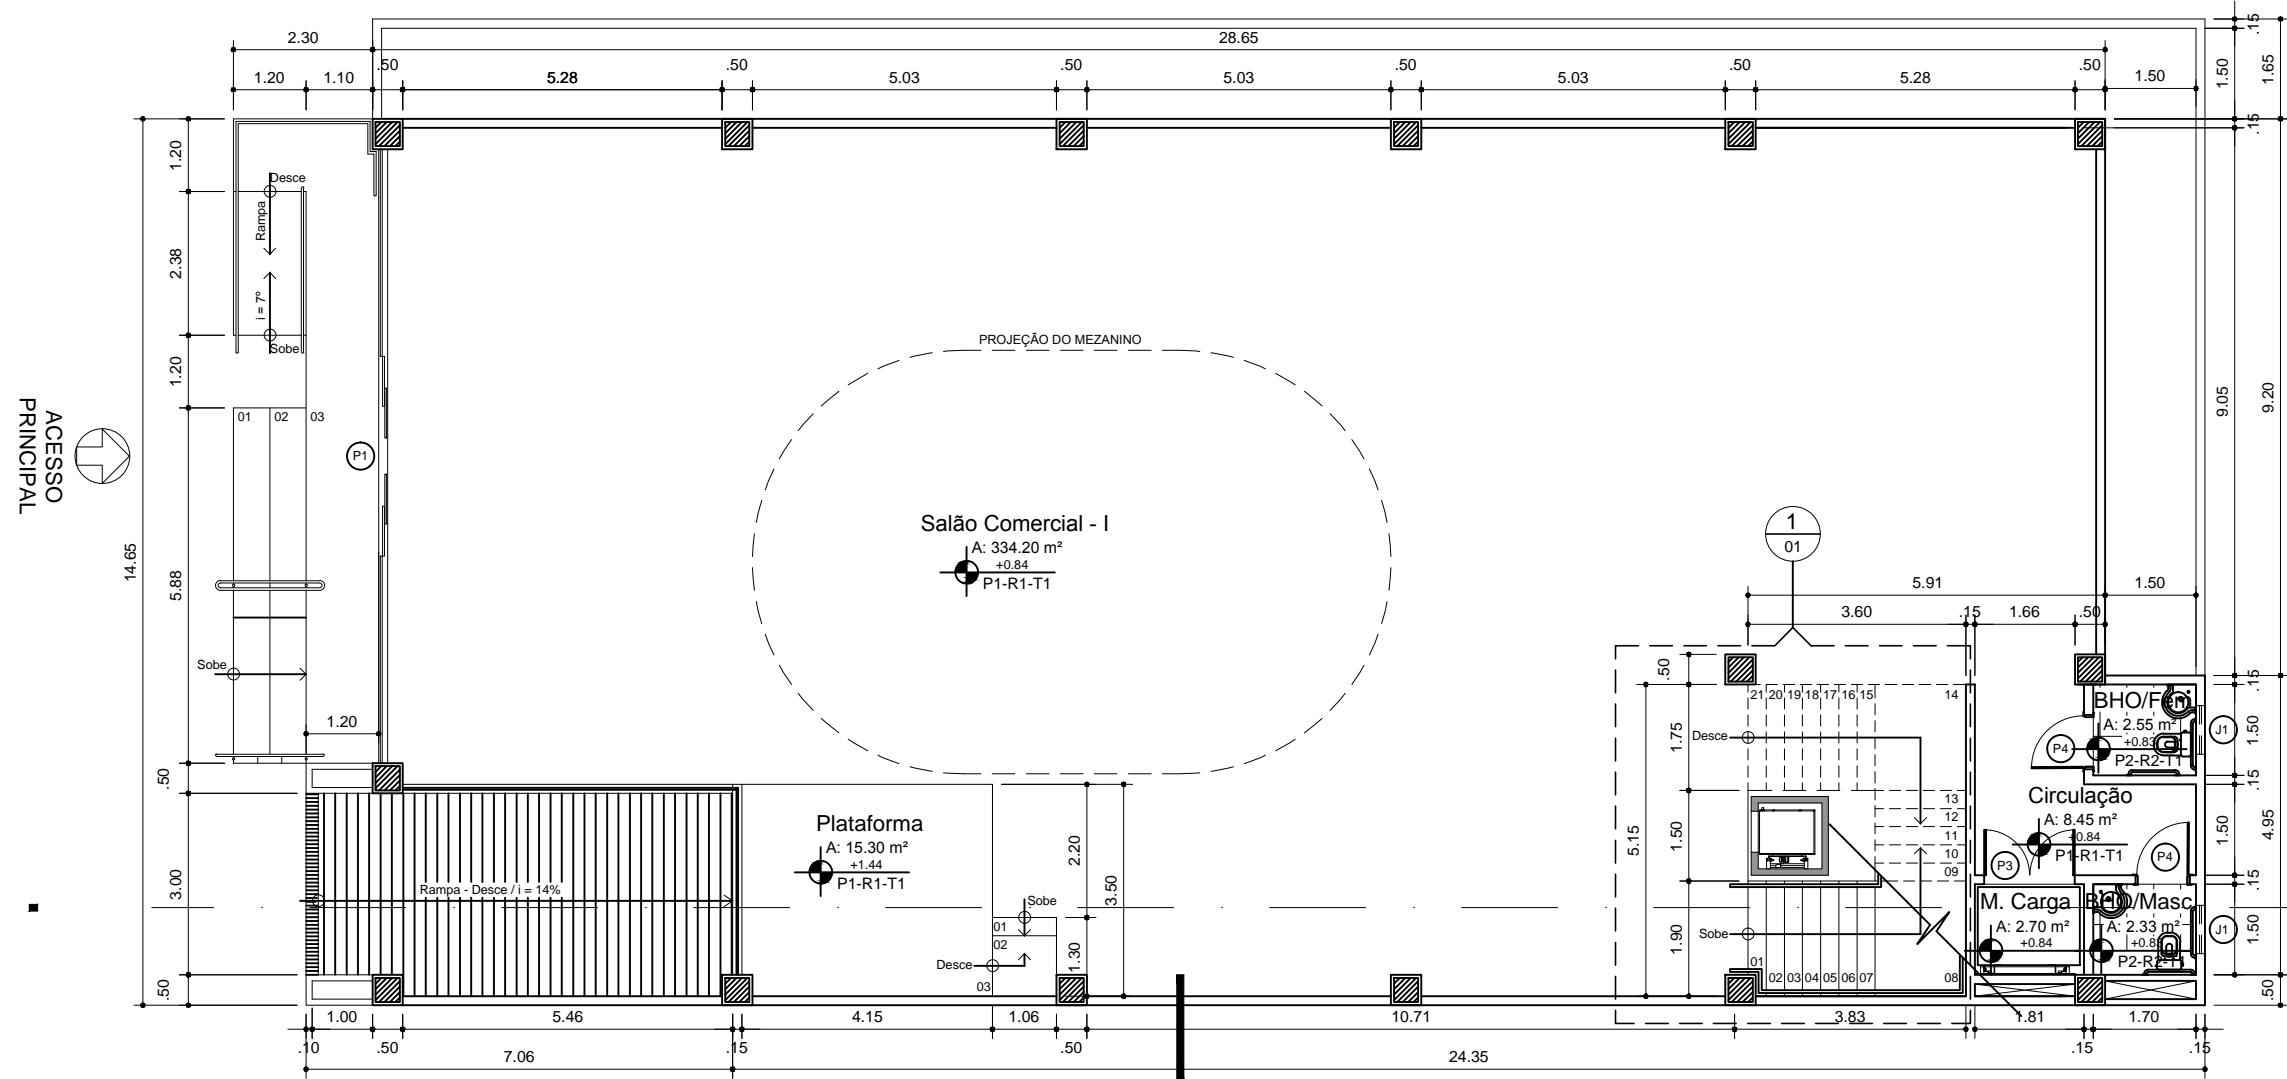 2.30
28.65
.15
.50
.50
.50
.50
.50
.50
1.20
1.10
5.28
5.03
5.03
5.03
5.28
1.50
1.50
1.65
.15
1.20
Desce
Rampa
2.38
i = 7º
Sobe
1.20
PROJEÇÃO DO MEZANINO
ACESSO
PRINCIPAL
01
02
03
P1
14.65
5.88
9.05
9.20
Salão Comercial - I
A: 334.20 m²
+0.84
P1-R1-T1
1
01
5.91
1.50
3.60
.15
1.66
.50
Sobe
1.20
.50
.15
21
20
19
18
17
16
15
14
BHO/Fem
A: 2.55 m²
+0.83
P2-R2-T1
P4
J1
1.50
Desce
1.75
5.15
1.50
13
12
11
10
09
.15
Circulação
A: 8.45 m²
+0.84
P1-R1-T1
P3
P4
1.50
4.95
.50
Plataforma
A: 15.30 m²
+1.44
P1-R1-T1
2.20
3.50
3.00
Rampa - Desce / i = 14%
Sobe
01
02
Desce
03
1.30
.15
M. Carga
A: 2.70 m²
+0.84
BHO/Masc
A: 2.33 m²
+0.83
P2-R2-T1
J1
1.50
1.90
Sobe
01
02
03
04
05
06
07
08
.50
.50
1.00
5.46
4.15
1.06
10.71
3.83
1.81
1.70
.10
.50
.15
.50
.15
.15
7.06
24.35